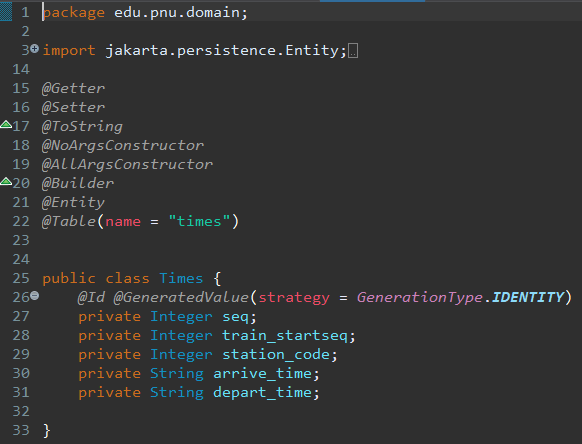 1 package edu.pnu.domain;
2
3 import jakarta.persistence.Entity;
14
15 @Getter
16 @Setter
17 @ToString
18 @NoArgsConstructor
19 @AllArgsConstructor
20 @Builder
21 @Entity
22 @Table(name = "times")
23
24
25 public class Times {
26 @Id @GeneratedValue(strategy = GenerationType.IDENTITY)
27 private Integer seq;
28 private Integer train_startseq;
29 private Integer station_code;
30 private String arrive_time;
31 private String depart_time;
32
33 }